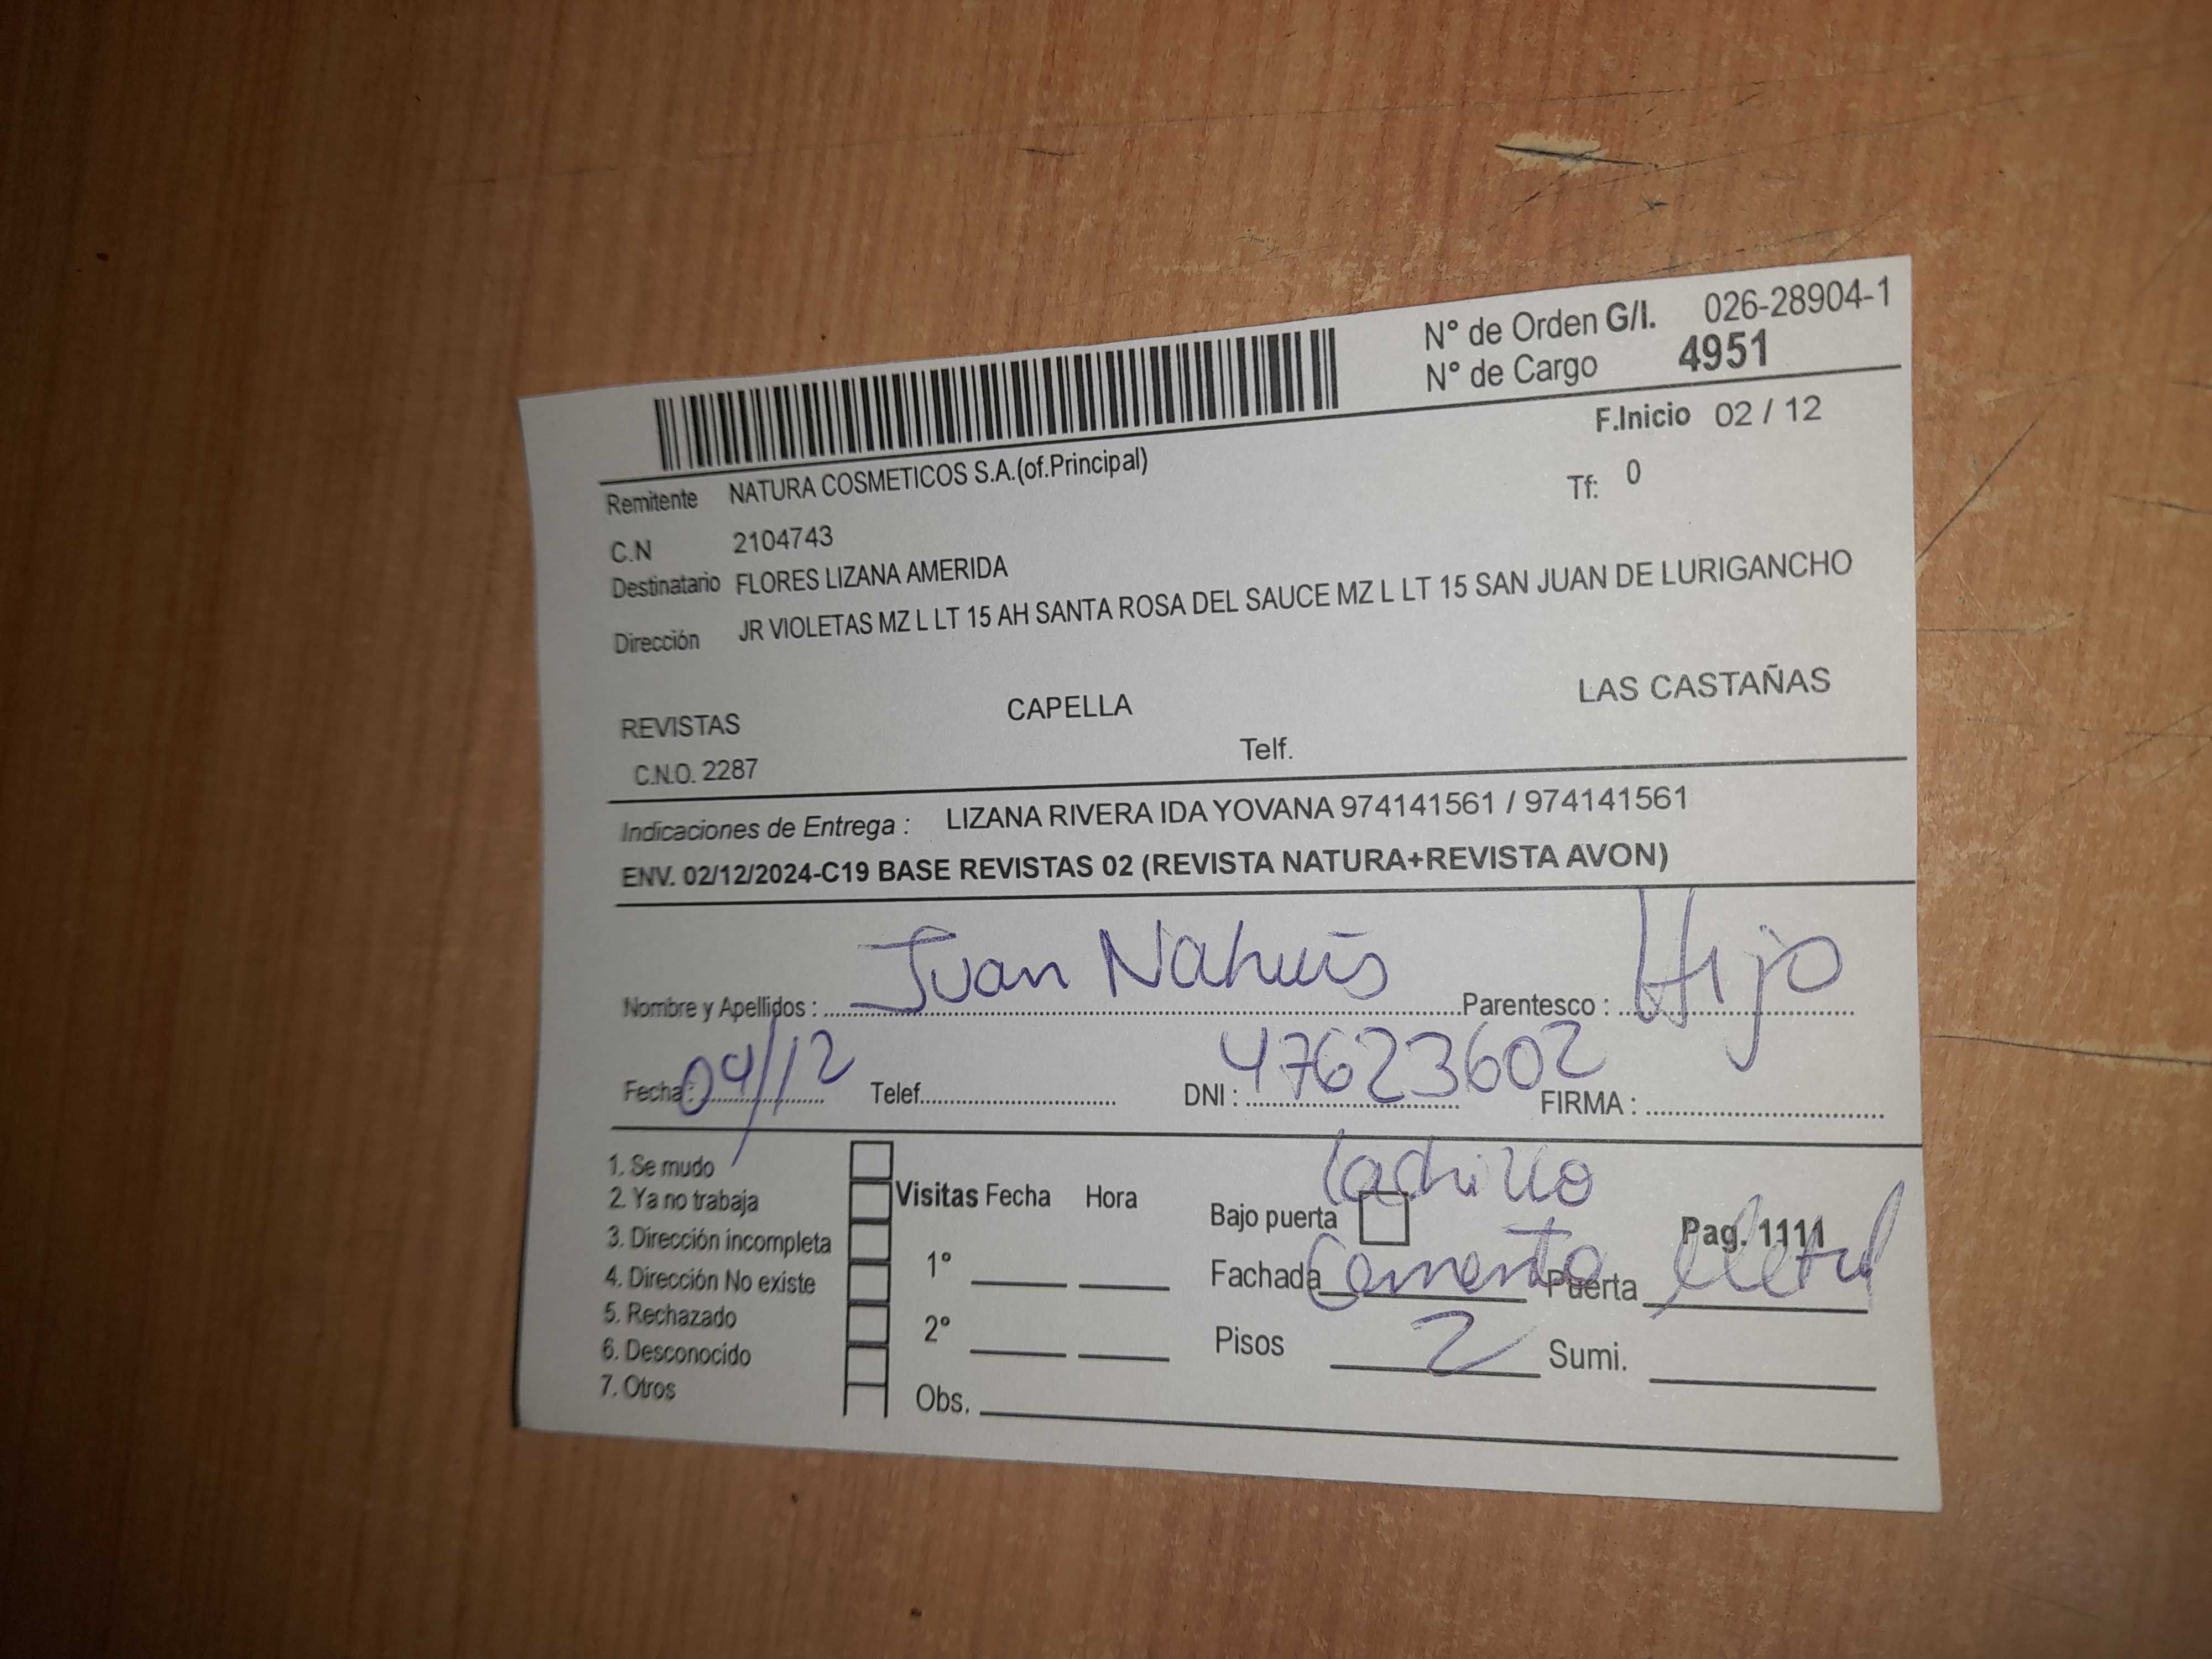 N° de Orden G/I. 026-28904-1
N° de Cargo 4951
F.Inicio 02 / 12
Remitente NATURA COSMETICOS S.A.(of.Principal)
Tf: 0
C.N 2104743
Destinatario FLORES LIZANA AMERIDA
Dirección JR VIOLETAS MZ L LT 15 AH SANTA ROSA DEL SAUCE MZ L LT 15 SAN JUAN DE LURIGANCHO
REVISTAS CAPELLA LAS CASTAÑAS
C.N.O. 2287 Telf.
Indicaciones de Entrega : LIZANA RIVERA IDA YOVANA 974141561 / 974141561
ENV. 02/12/2024-C19 BASE REVISTAS 02 (REVISTA NATURA+REVISTA AVON)
Nombre y Apellidos : Juan Nahuis Parentesco : Hijo
Fecha : 04/12 Telef. DNI : 47623602 FIRMA :
1. Se mudo
2. Ya no trabaja
3. Dirección incompleta
4. Dirección No existe
5. Rechazado
6. Desconocido
7. Otros
Visitas Fecha Hora
1°
2°
Obs.
Ladrillo
Bajo puerta Pag. 1111
Fachada Cemento Puerta Metal
Pisos 2 Sumi.